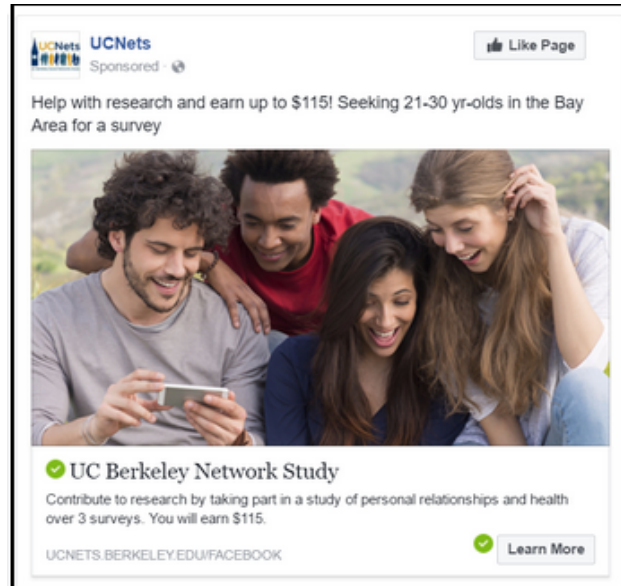 UCNets
UCNets
Like Page
Sponsored ·
Help with research and earn up to $115! Seeking 21-30 yr-olds in the Bay
Area for a survey
UC Berkeley Network Study
Contribute to research by taking part in a study of personal relationships and health
over 3 surveys. You will earn $115.
UCNETS.BERKELEY.EDU/FACEBOOK
Learn More